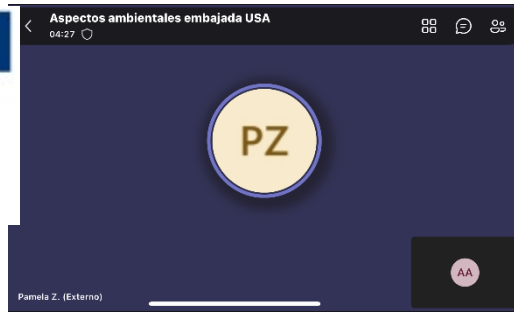 Aspectos ambientales embajada USA
04:27
PZ
AA
Pamela Z. (Externo)